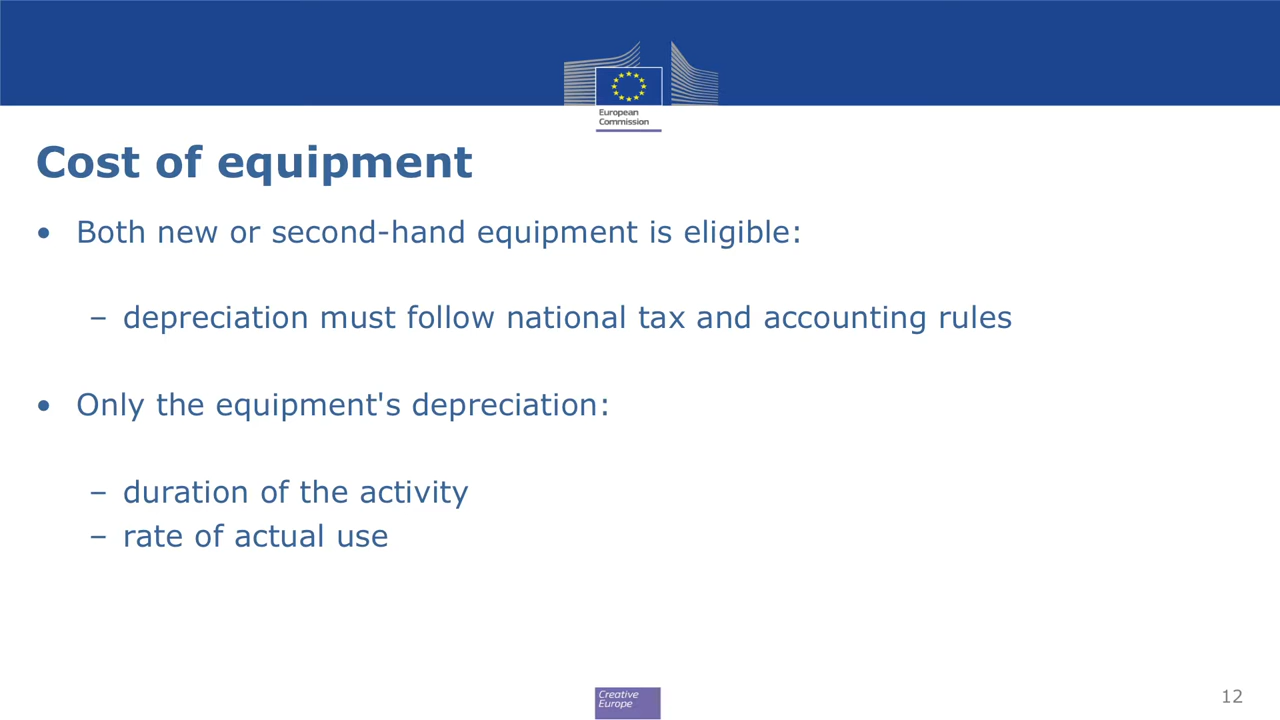 European
Commission
Cost of equipment
• Both new or second-hand equipment is eligible:
– depreciation must follow national tax and accounting rules
• Only the equipment's depreciation:
– duration of the activity
– rate of actual use
Creative
Europe
12